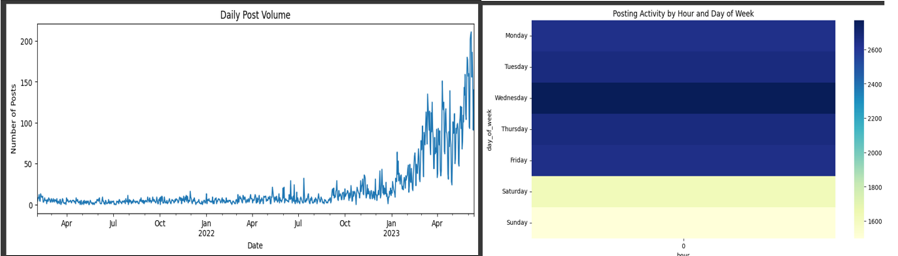 Daily Post Volume
200
150
100
50
0
Number of Posts
Apr
Jul
Oct
Jan
2022
Apr
Jul
Oct
Jan
2023
Apr
Date
Posting Activity by Hour and Day of Week
Monday
Tuesday
Wednesday
Thursday
Friday
Saturday
Sunday
day_of_week
0
hour
2600
2400
2200
2000
1800
1600